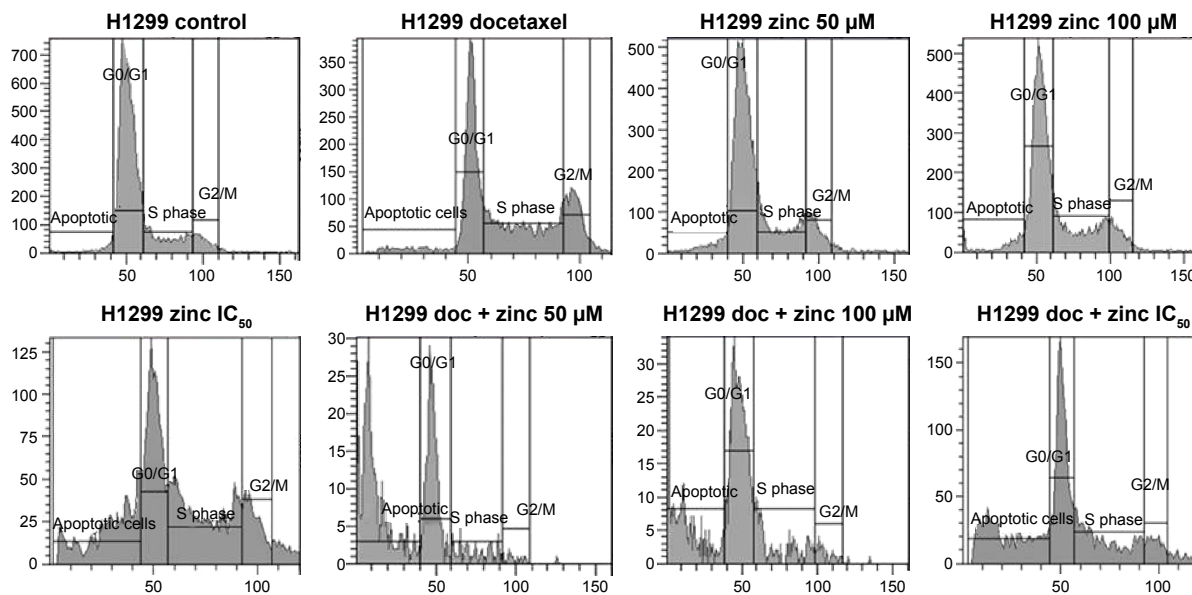 H1299 control
700
600
500
400
300
200
100
0
G0/G1
G2/M
Apoptotic
S phase
50
100
150
H1299 docetaxel
350
300
250
200
150
100
50
0
G0/G1
G2/M
Apoptotic cells
S phase
50
100
H1299 zinc 50 µM
500
400
300
200
100
0
G0/G1
G2/M
Apoptotic
S phase
50
100
150
H1299 zinc 100 µM
500
400
300
200
100
0
G0/G1
G2/M
Apoptotic
S phase
50
100
150
H1299 zinc IC50
125
100
75
50
25
0
G0/G1
G2/M
Apoptotic cells
S phase
50
100
H1299 doc + zinc 50 µM
30
25
20
15
10
5
0
G0/G1
G2/M
Apoptotic
S phase
50
100
150
H1299 doc + zinc 100 µM
30
25
20
15
10
5
0
G0/G1
G2/M
Apoptotic
S phase
50
100
150
H1299 doc + zinc IC50
150
100
50
0
G0/G1
G2/M
Apoptotic cells
S phase
50
100